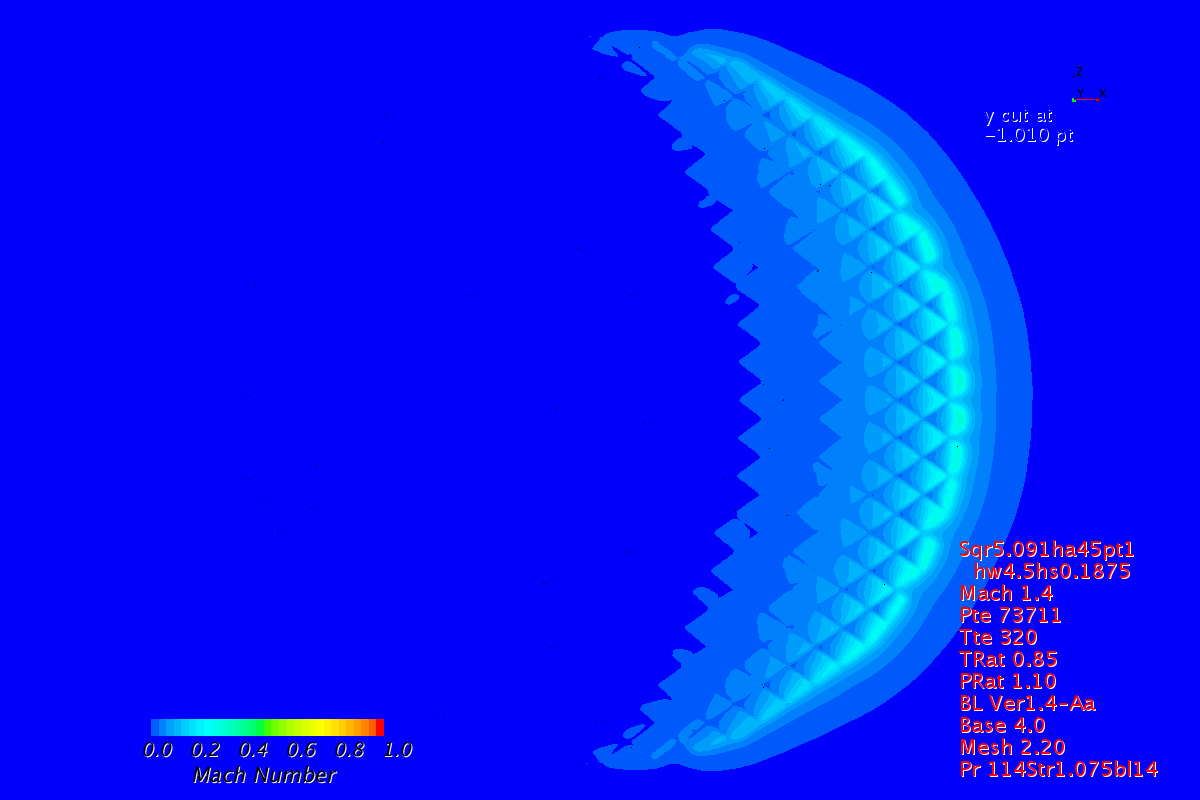 Z
Y X
y cut at
-1.010 pt
Sqr5.091ha45pt1
hw4.5hs0.1875
Mach 1.4
Pte 73711
Tte 320
TRat 0.85
PRat 1.10
BL Ver1.4-Aa
Base 4.0
Mesh 2.20
Pr 114Str1.075bl14
0.0 0.2 0.4 0.6 0.8 1.0
Mach Number